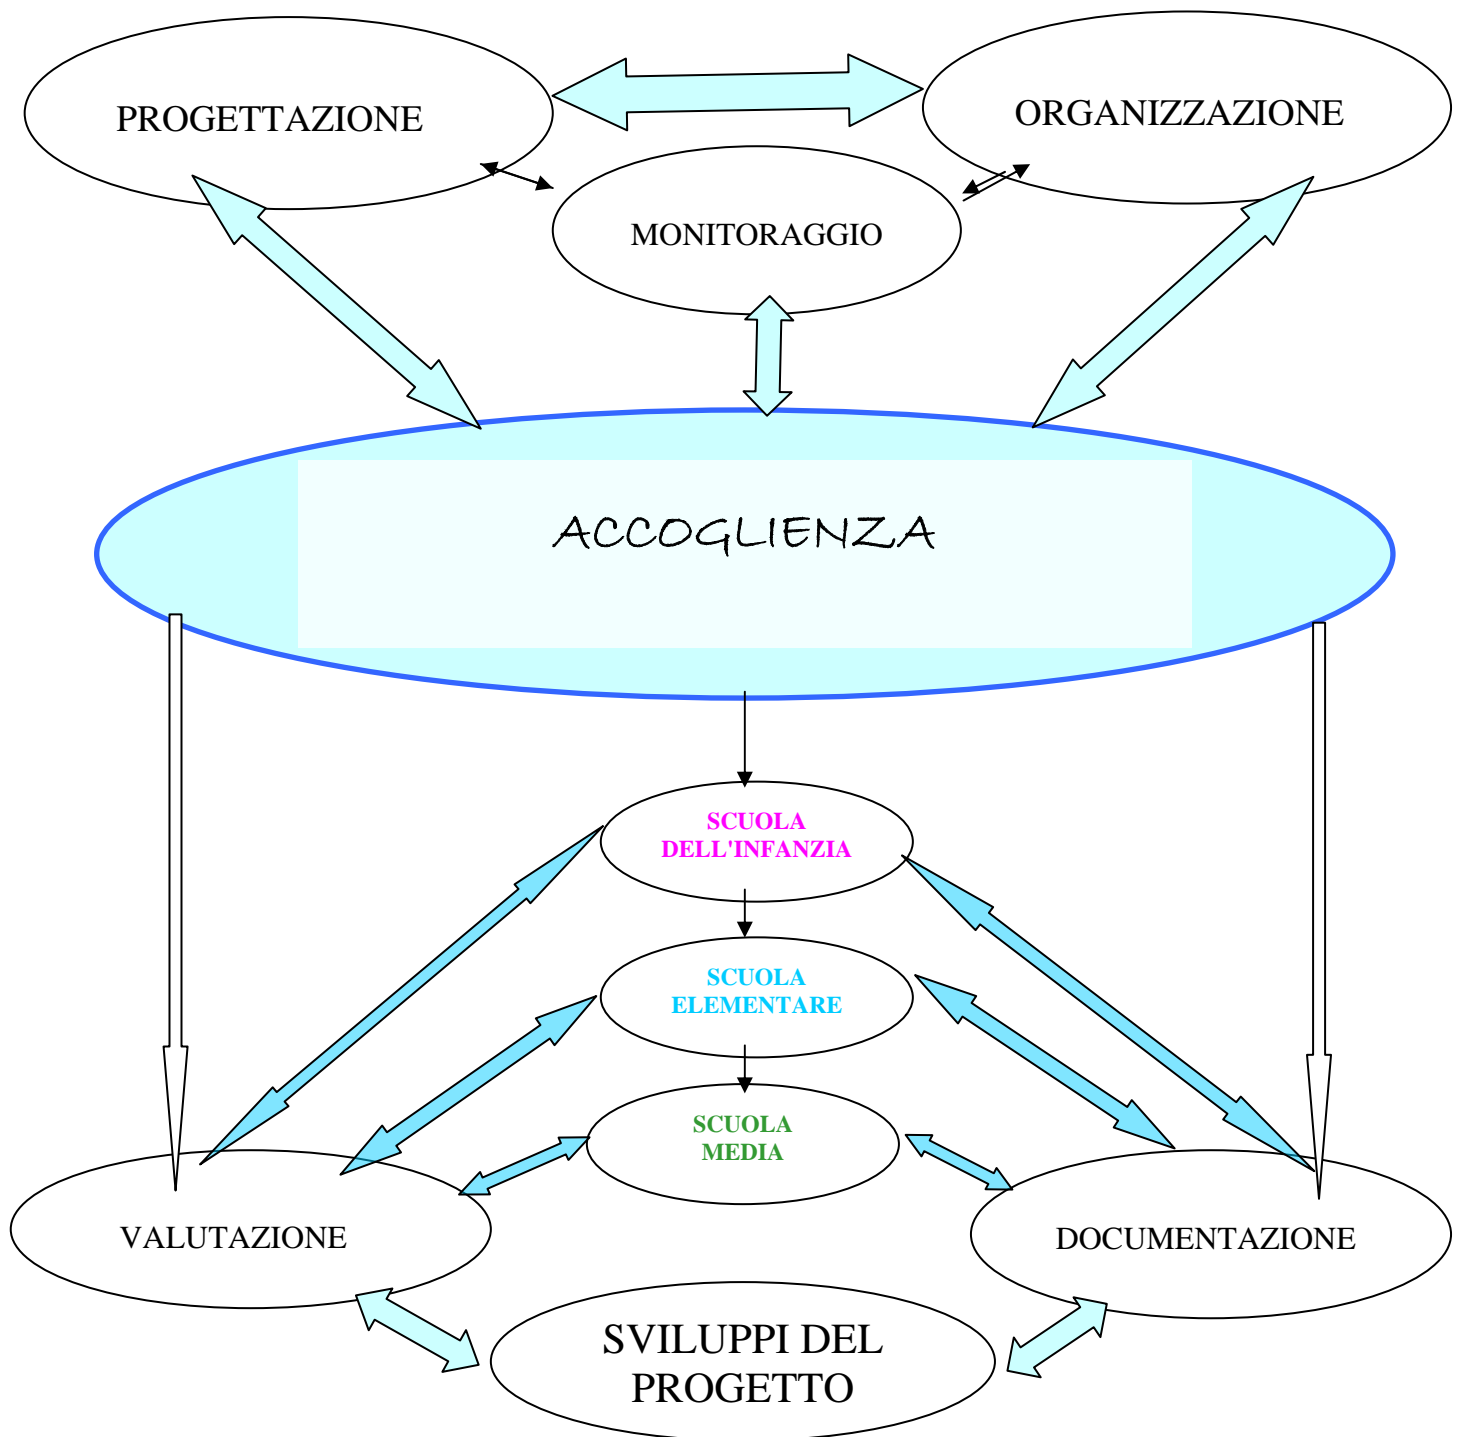 PROGETTAZIONE
ORGANIZZAZIONE
MONITORAGGIO
ACCOGLIENZA
SCUOLA
DELL'INFANZIA
SCUOLA
ELEMENTARE
SCUOLA
MEDIA
VALUTAZIONE
DOCUMENTAZIONE
SVILUPPI DEL
PROGETTO